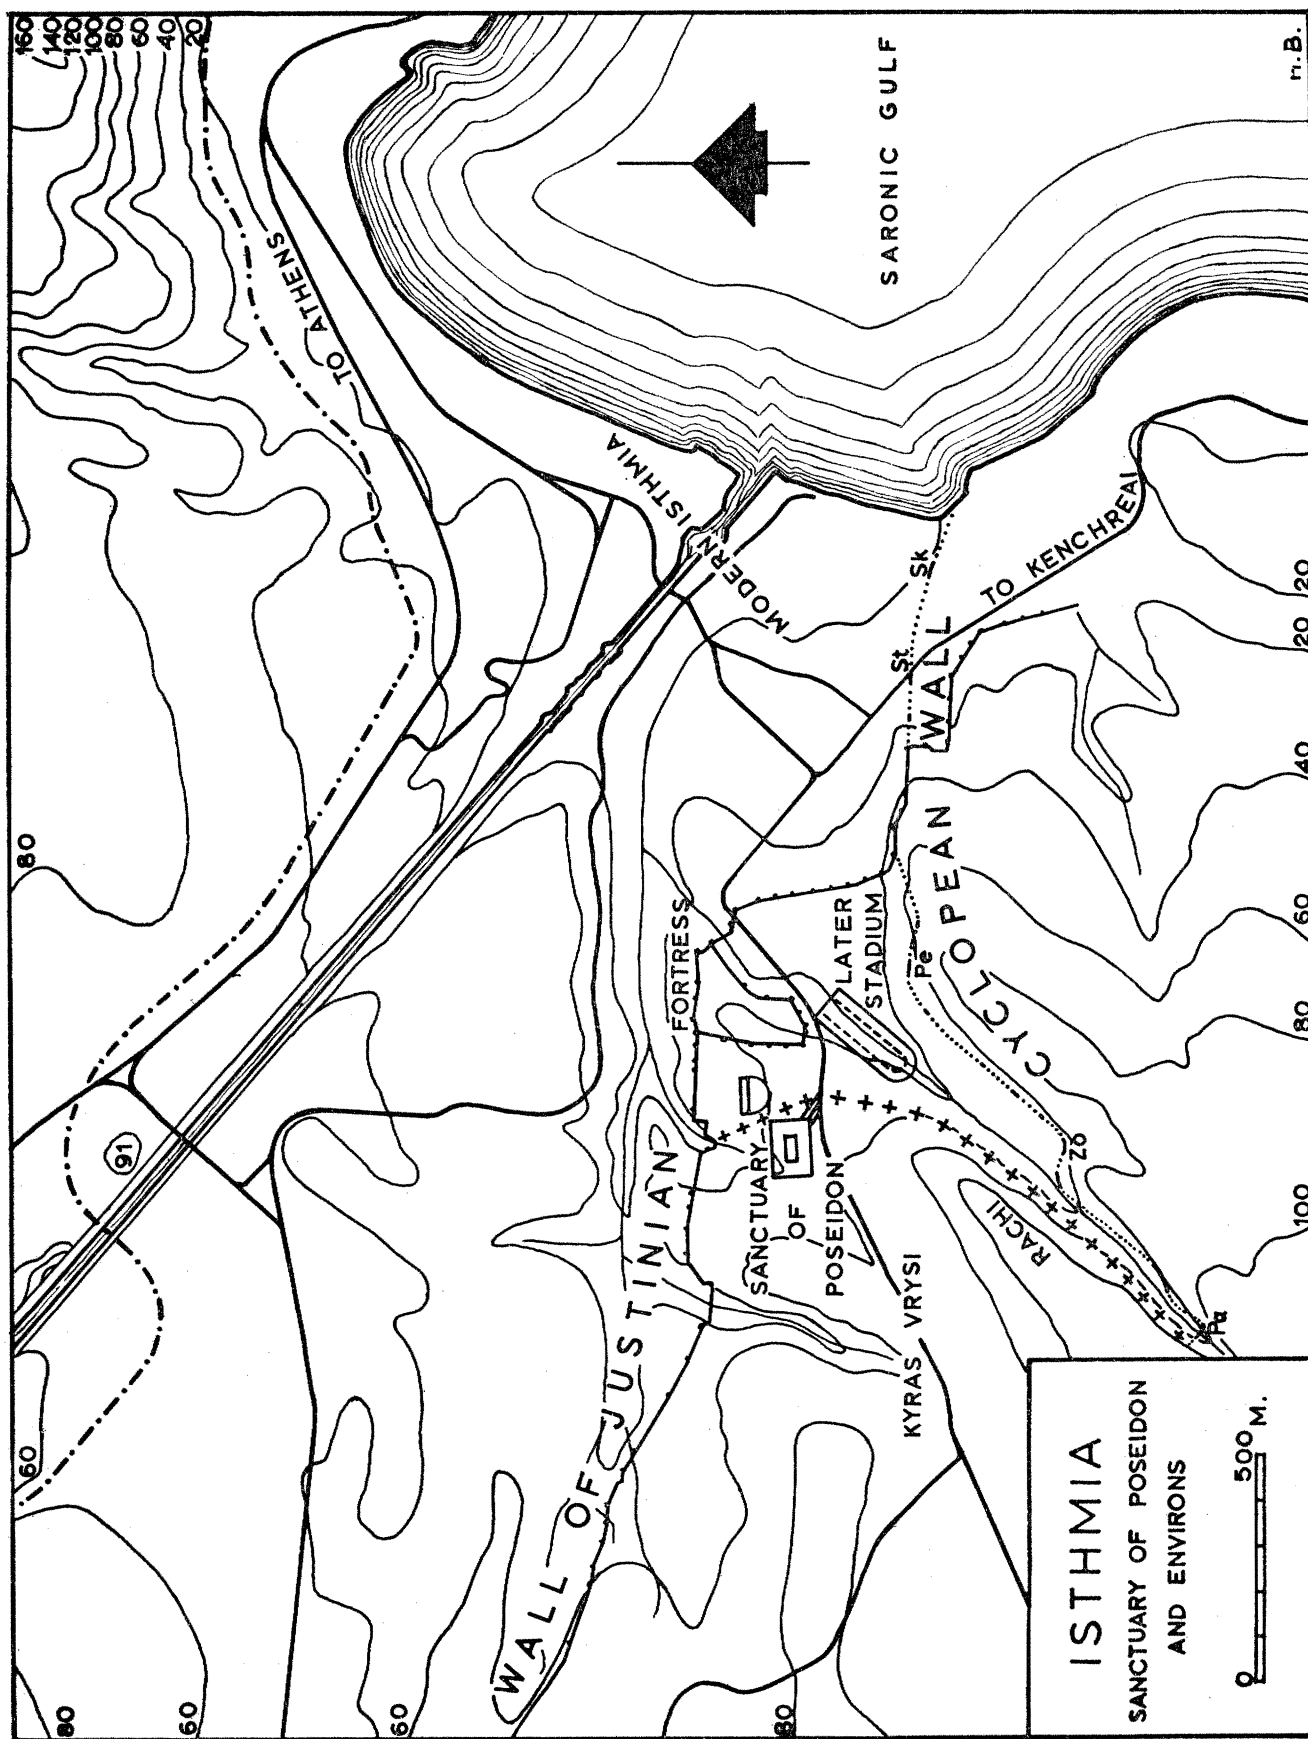 160
140
120
100
80
60
40
20
TO ATHENS
SARONIC GULF
MODERN ISTHMIA
80
91
60
80
60
60
80
WALL OF JUSTINIAN
FORTRESS
SANCTUARY
OF
POSEIDON
LATER
STADIUM
KYRAS VRYSI
RACHI
CYCLOPEAN WALL
Sk
St
Pe
Zo
Pa
TO KENCHREAI
20
20
40
60
80
100
ISTHMIA
SANCTUARY OF POSEIDON
AND ENVIRONS
0 500 M.